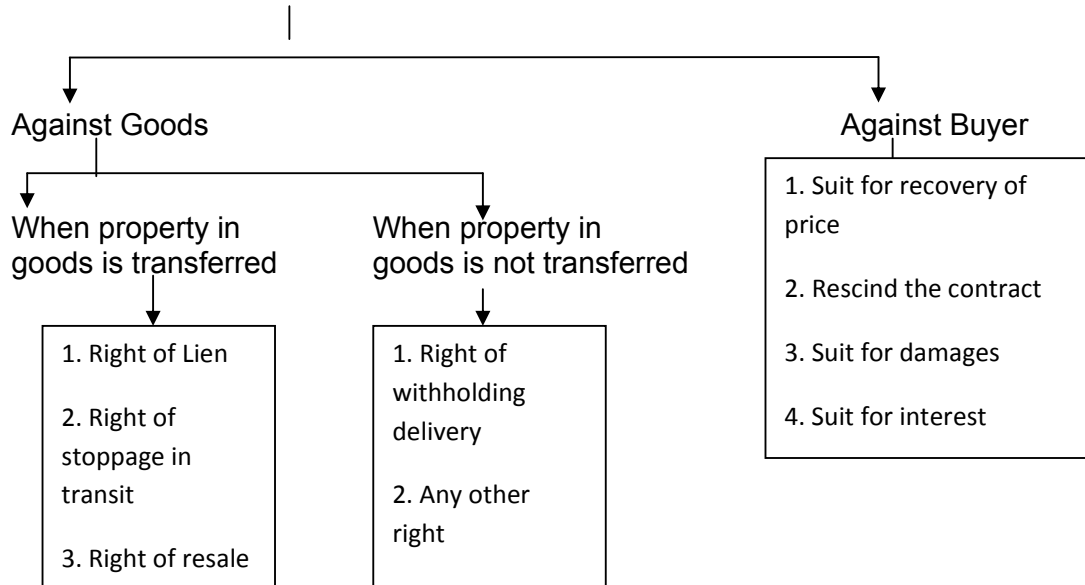 Against Goods
Against Buyer
When property in
goods is transferred
When property in
goods is not transferred
1. Right of Lien
2. Right of
stoppage in
transit
3. Right of resale
1. Right of
withholding
delivery
2. Any other
right
1. Suit for recovery of
price
2. Rescind the contract
3. Suit for damages
4. Suit for interest